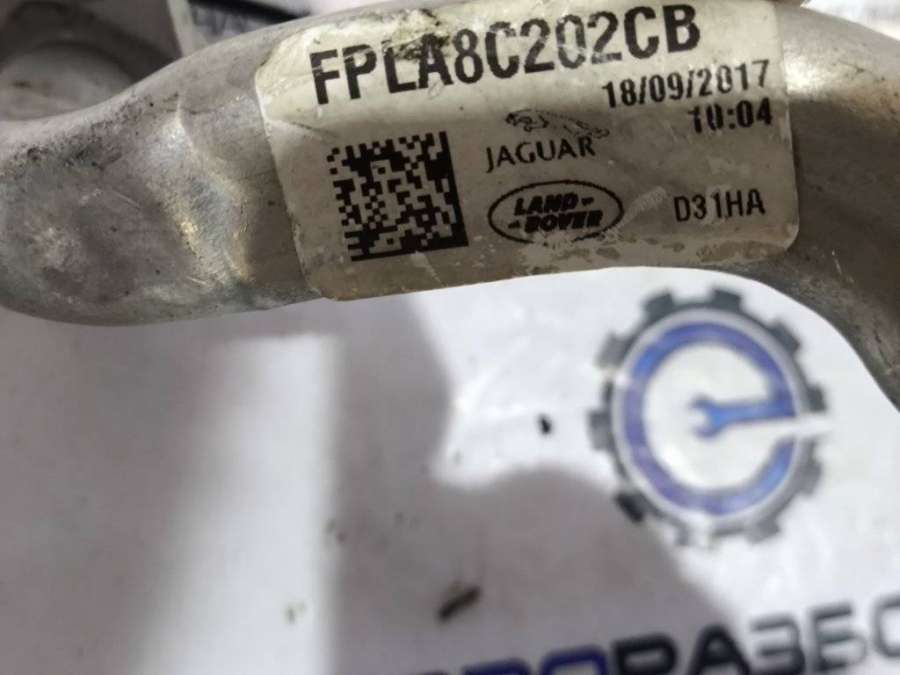 FPLA8C202CB
18/09/2017
10:04
JAGUAR
LAND-
-ROVER
D31HA